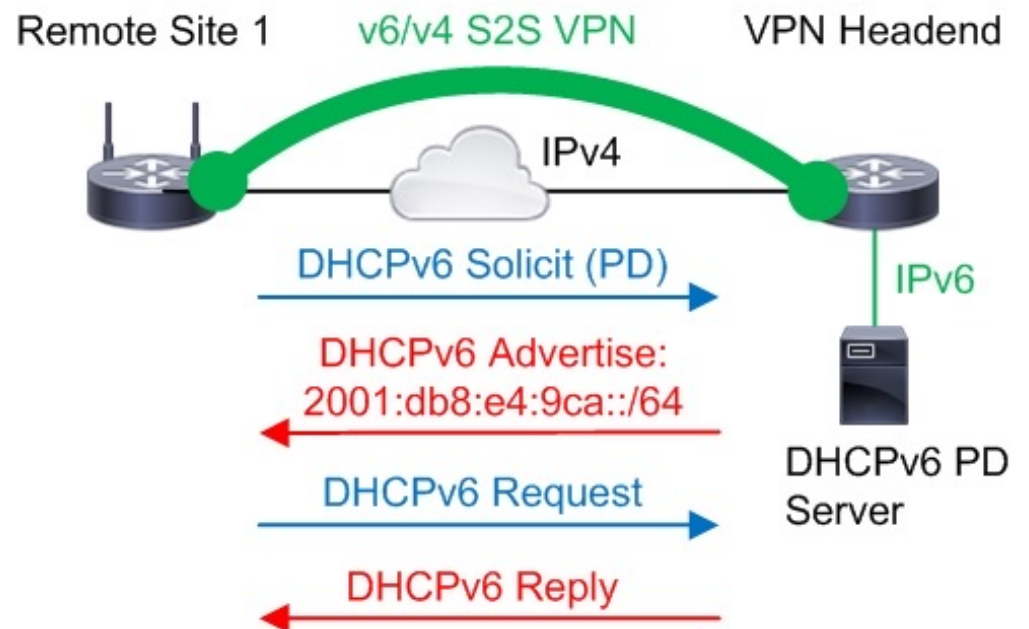 Remote Site 1
v6/v4 S2S VPN
VPN Headend
IPv4
DHCPv6 Solicit (PD)
IPv6
DHCPv6 Advertise:
2001:db8:e4:9ca::/64
DHCPv6 PD
Server
DHCPv6 Request
DHCPv6 Reply